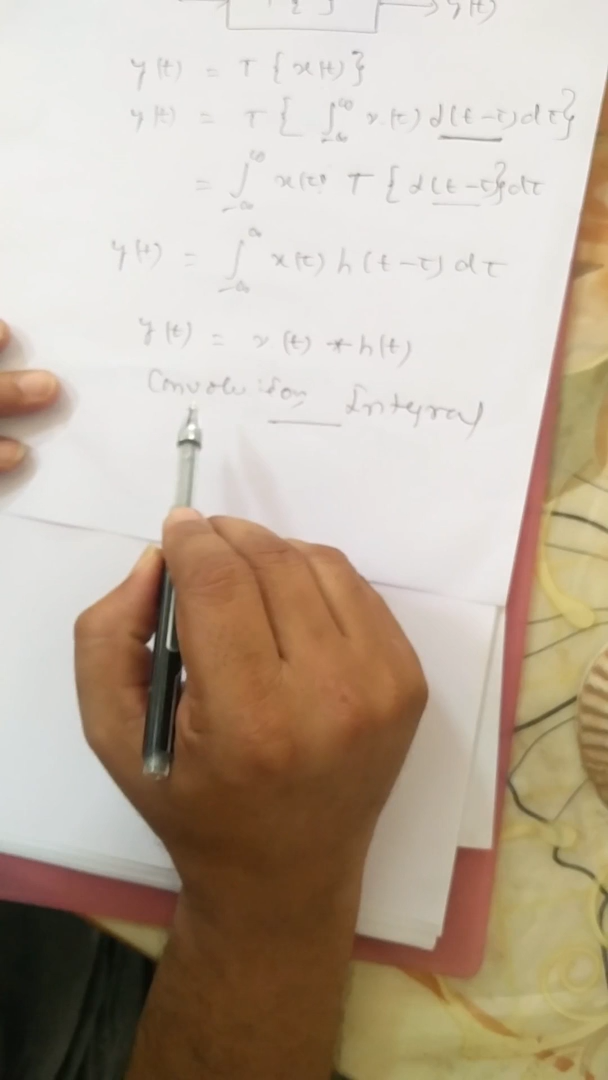 T { } → y(t)
y(t) = T { x(t) }
y(t) = T { ∫_{-∞}^{∞} x(τ) d(t-τ) dτ }
= ∫_{-∞}^{∞} x(τ) T { d(t-τ) } dτ
y(t) = ∫_{-∞}^{∞} x(τ) h(t-τ) dτ
y(t) = x(t) * h(t)
Convolution Integral